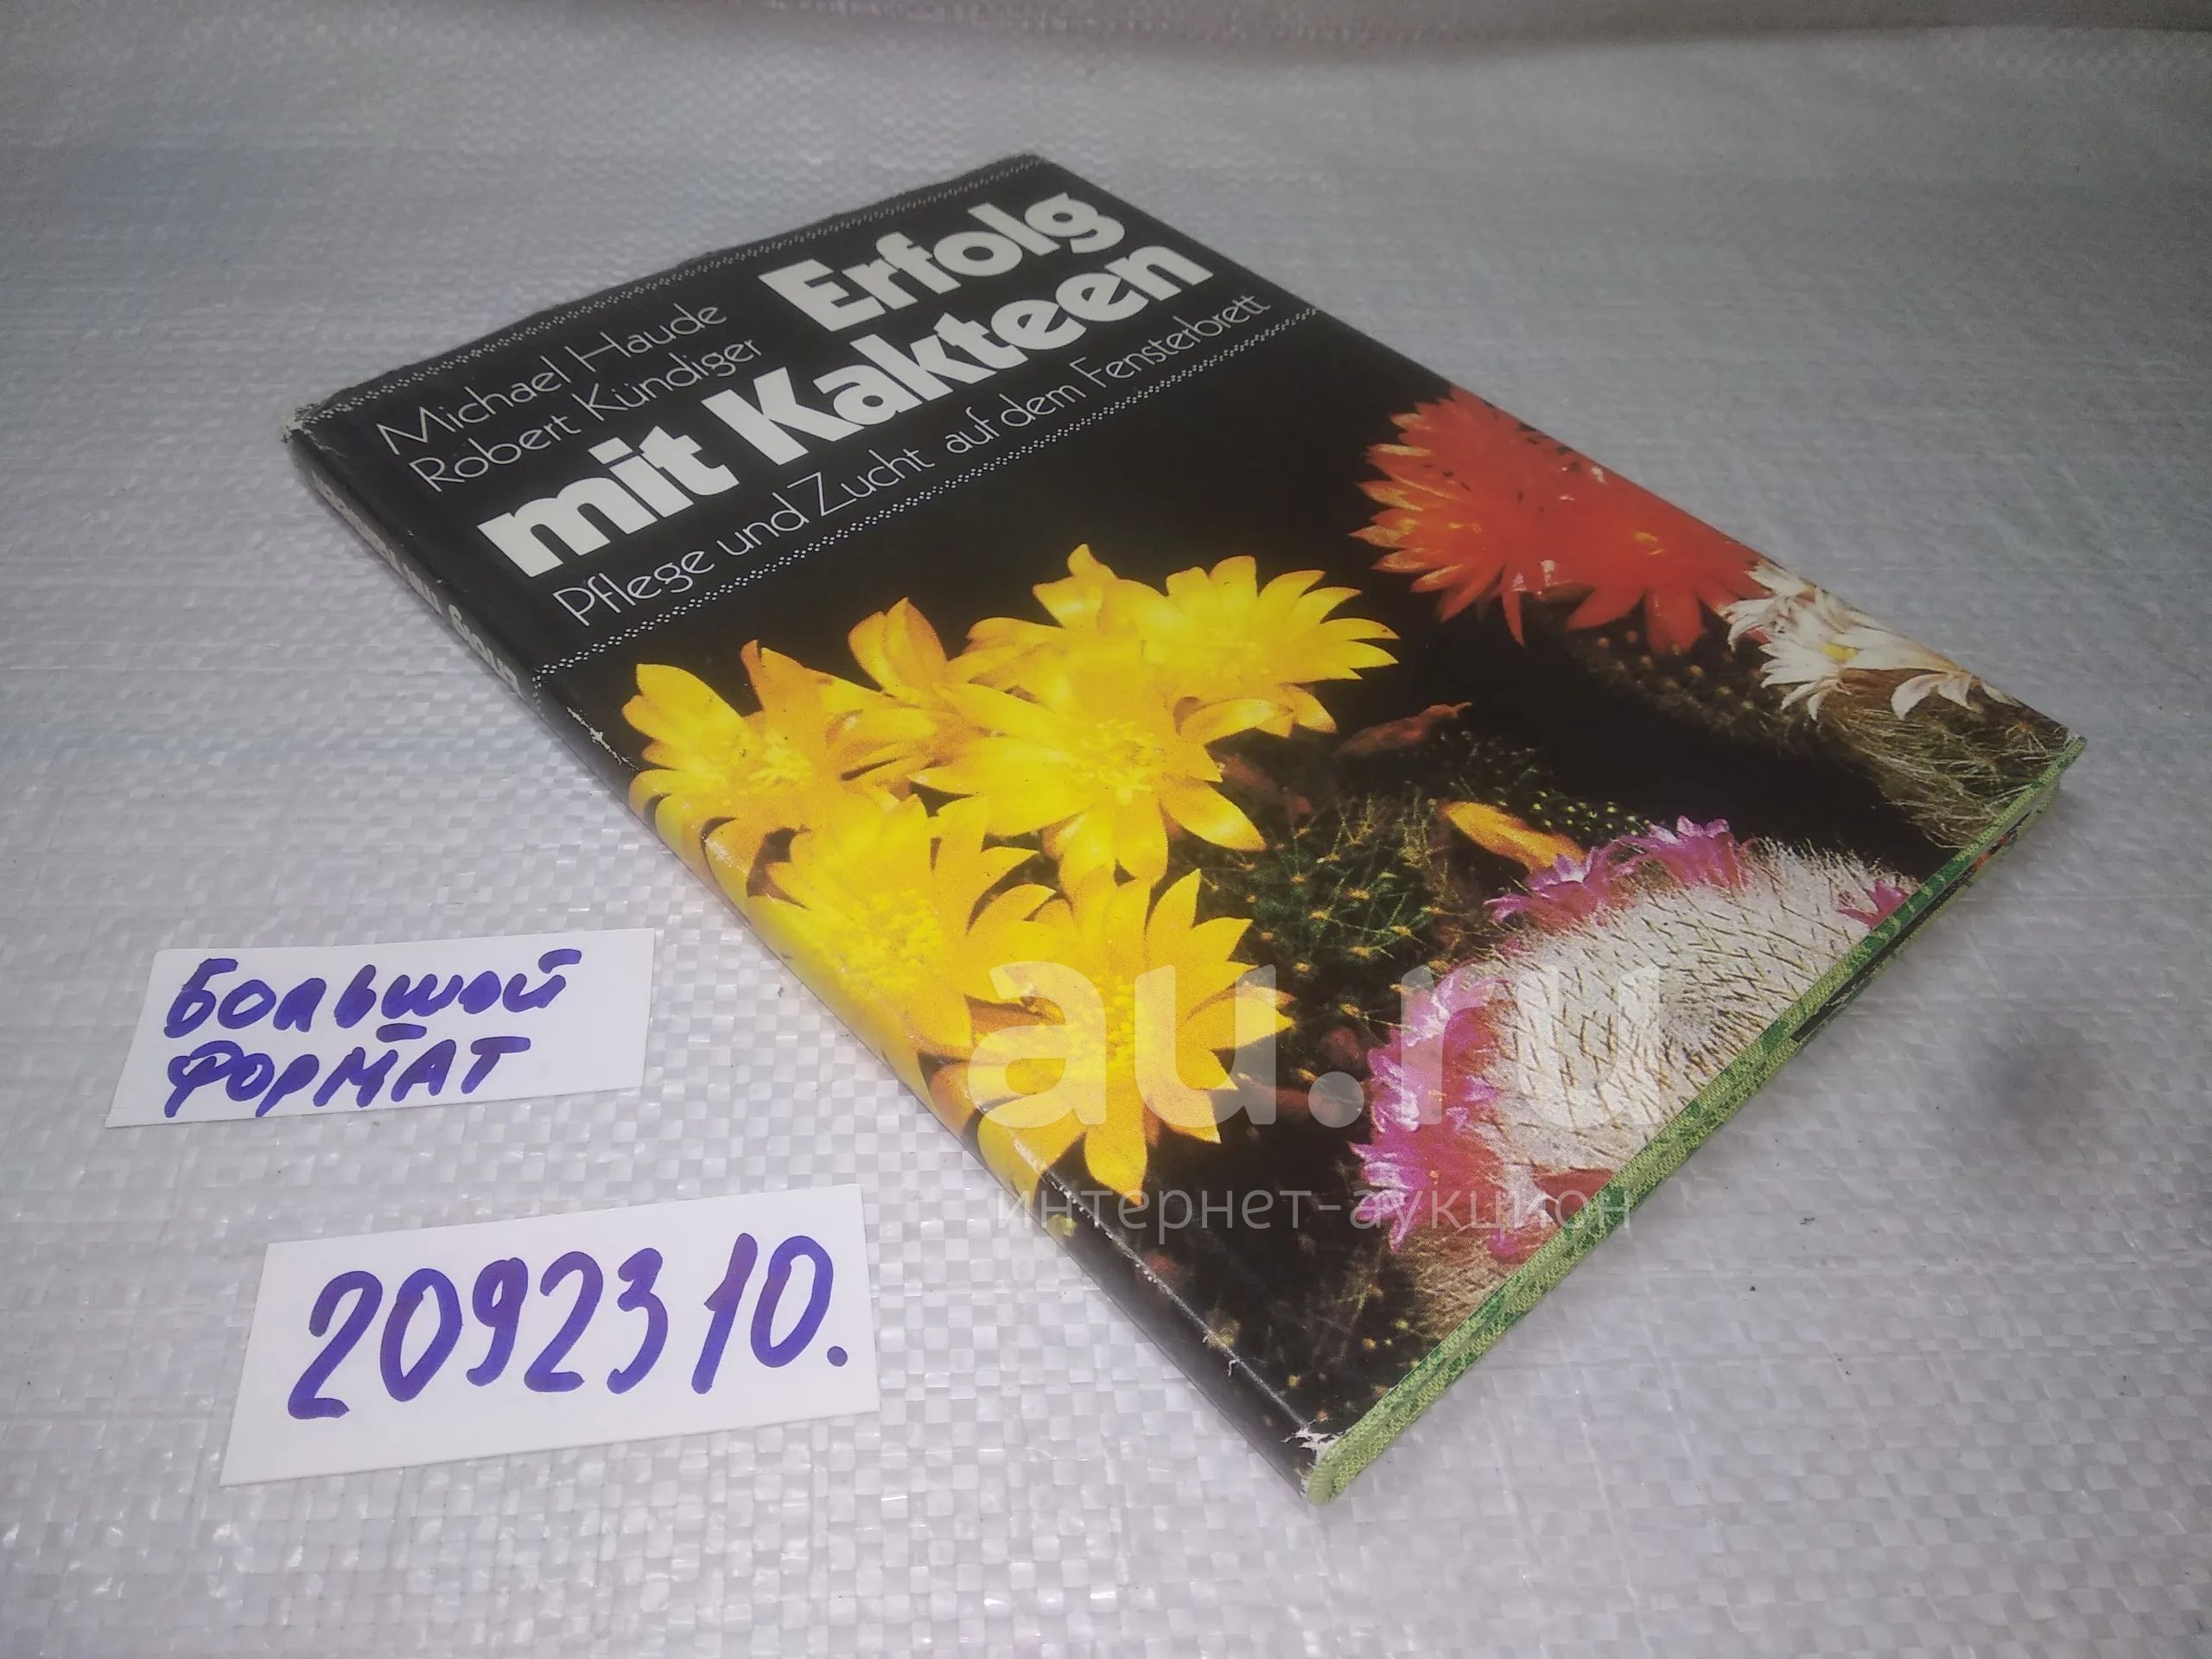 Michael Haude
Robert Kündiger
Erfolg
mit Kakteen
Pflege und Zucht auf dem Fensterbrett
Большой
формат
2092310.
au.ru
интернет-аукцион